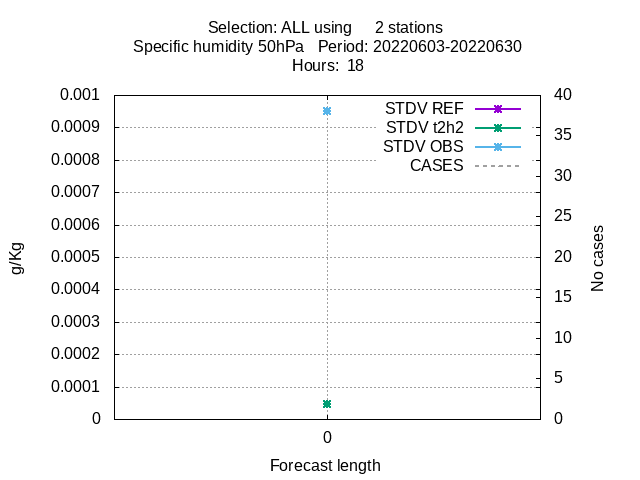 Selection: ALL using     2 stations
Specific humidity 50hPa   Period: 20220603-20220630
Hours:  18
STDV REF
STDV t2h2
STDV OBS
CASES
0.001
0.0009
0.0008
0.0007
0.0006
0.0005
0.0004
0.0003
0.0002
0.0001
0
40
35
30
25
20
15
10
5
0
g/Kg
No cases
0
Forecast length